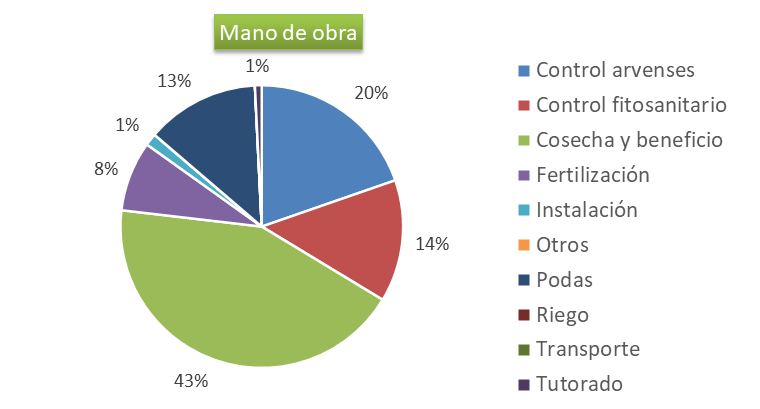 Mano de obra
1%
13%
20%
1%
8%
14%
43%
Control arvenses
Control fitosanitario
Cosecha y beneficio
Fertilización
Instalación
Otros
Podas
Riego
Transporte
Tutorado